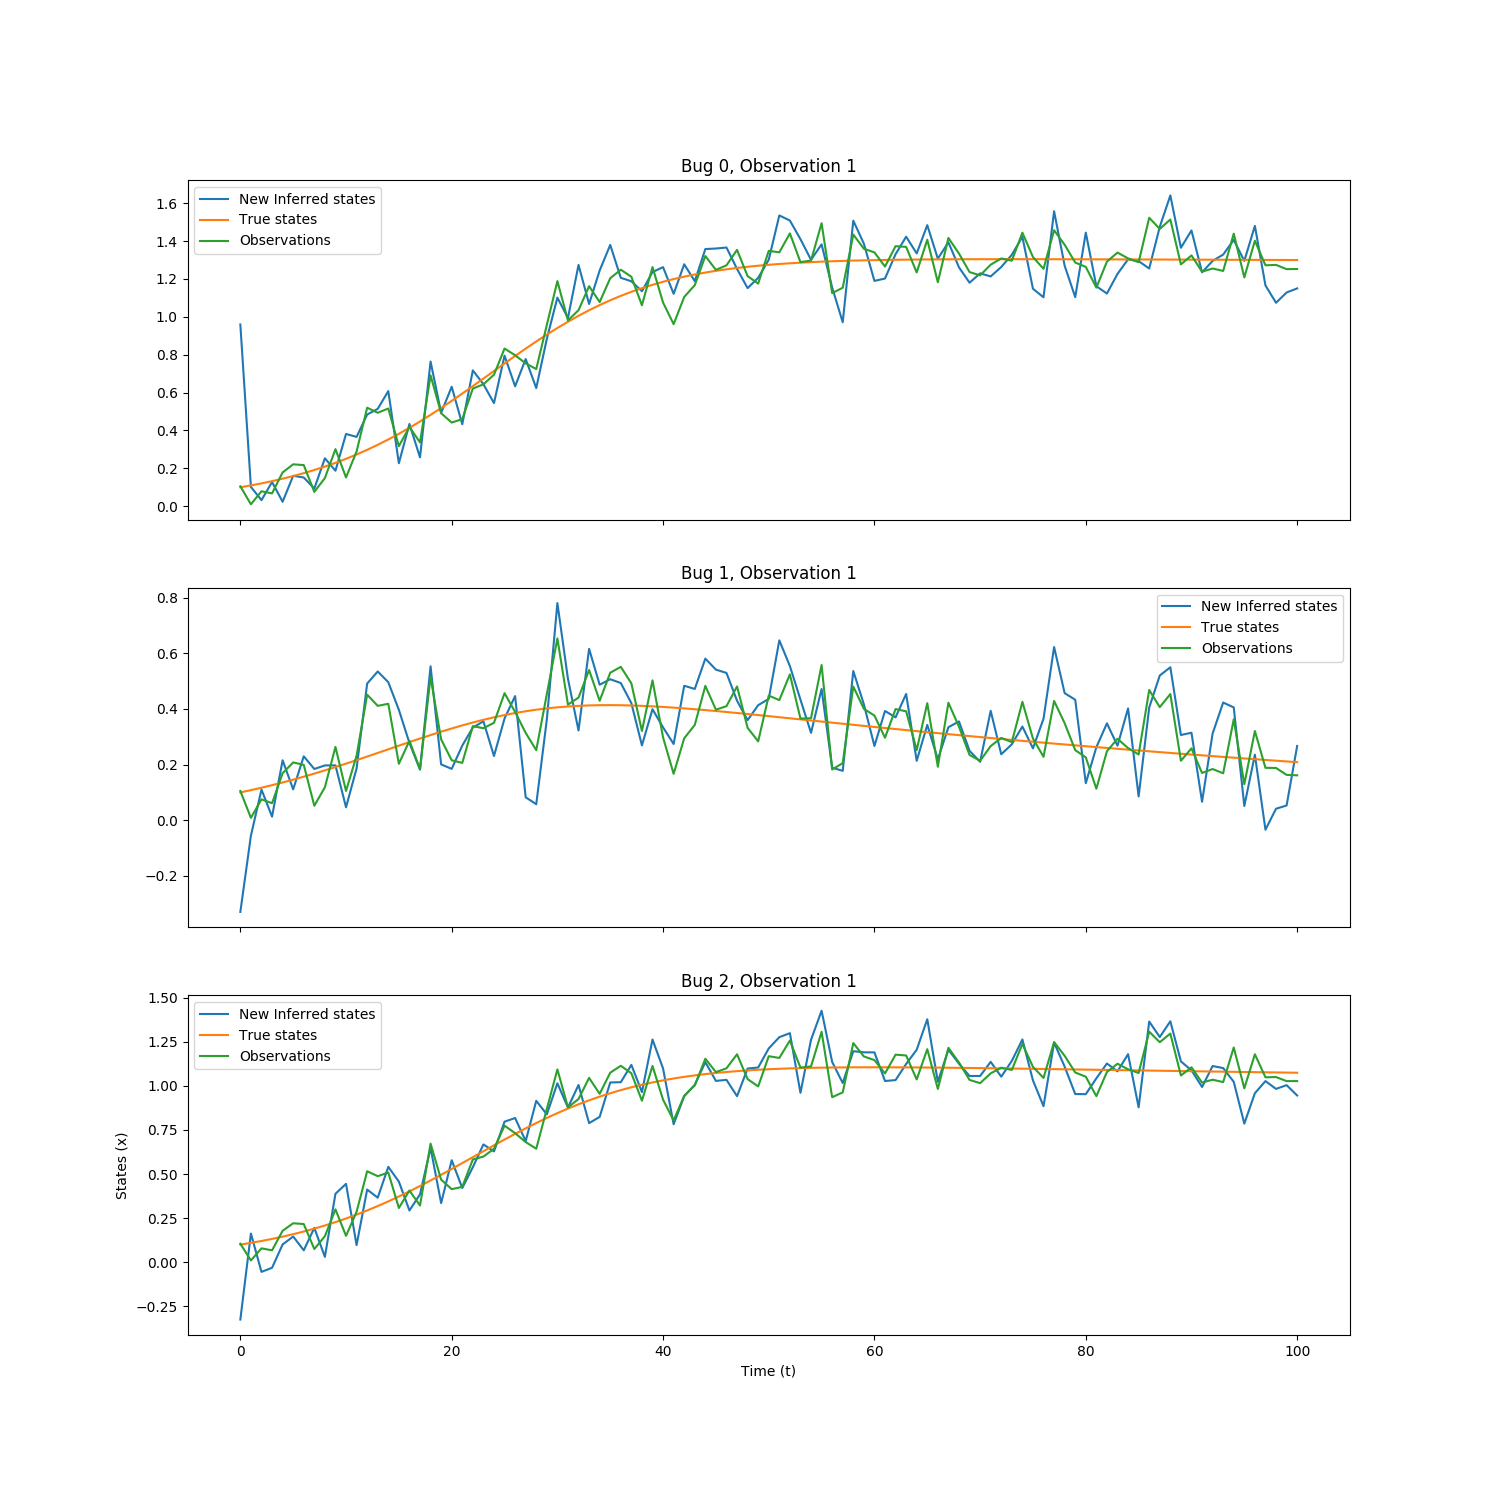 Bug 0, Observation 1
New Inferred states
True states
Observations
1.6
1.4
1.2
1.0
0.8
0.6
0.4
0.2
0.0
Bug 1, Observation 1
New Inferred states
True states
Observations
0.8
0.6
0.4
0.2
0.0
−0.2
Bug 2, Observation 1
New Inferred states
True states
Observations
1.50
1.25
1.00
0.75
0.50
0.25
0.00
−0.25
States (x)
0 20 40 60 80 100
Time (t)